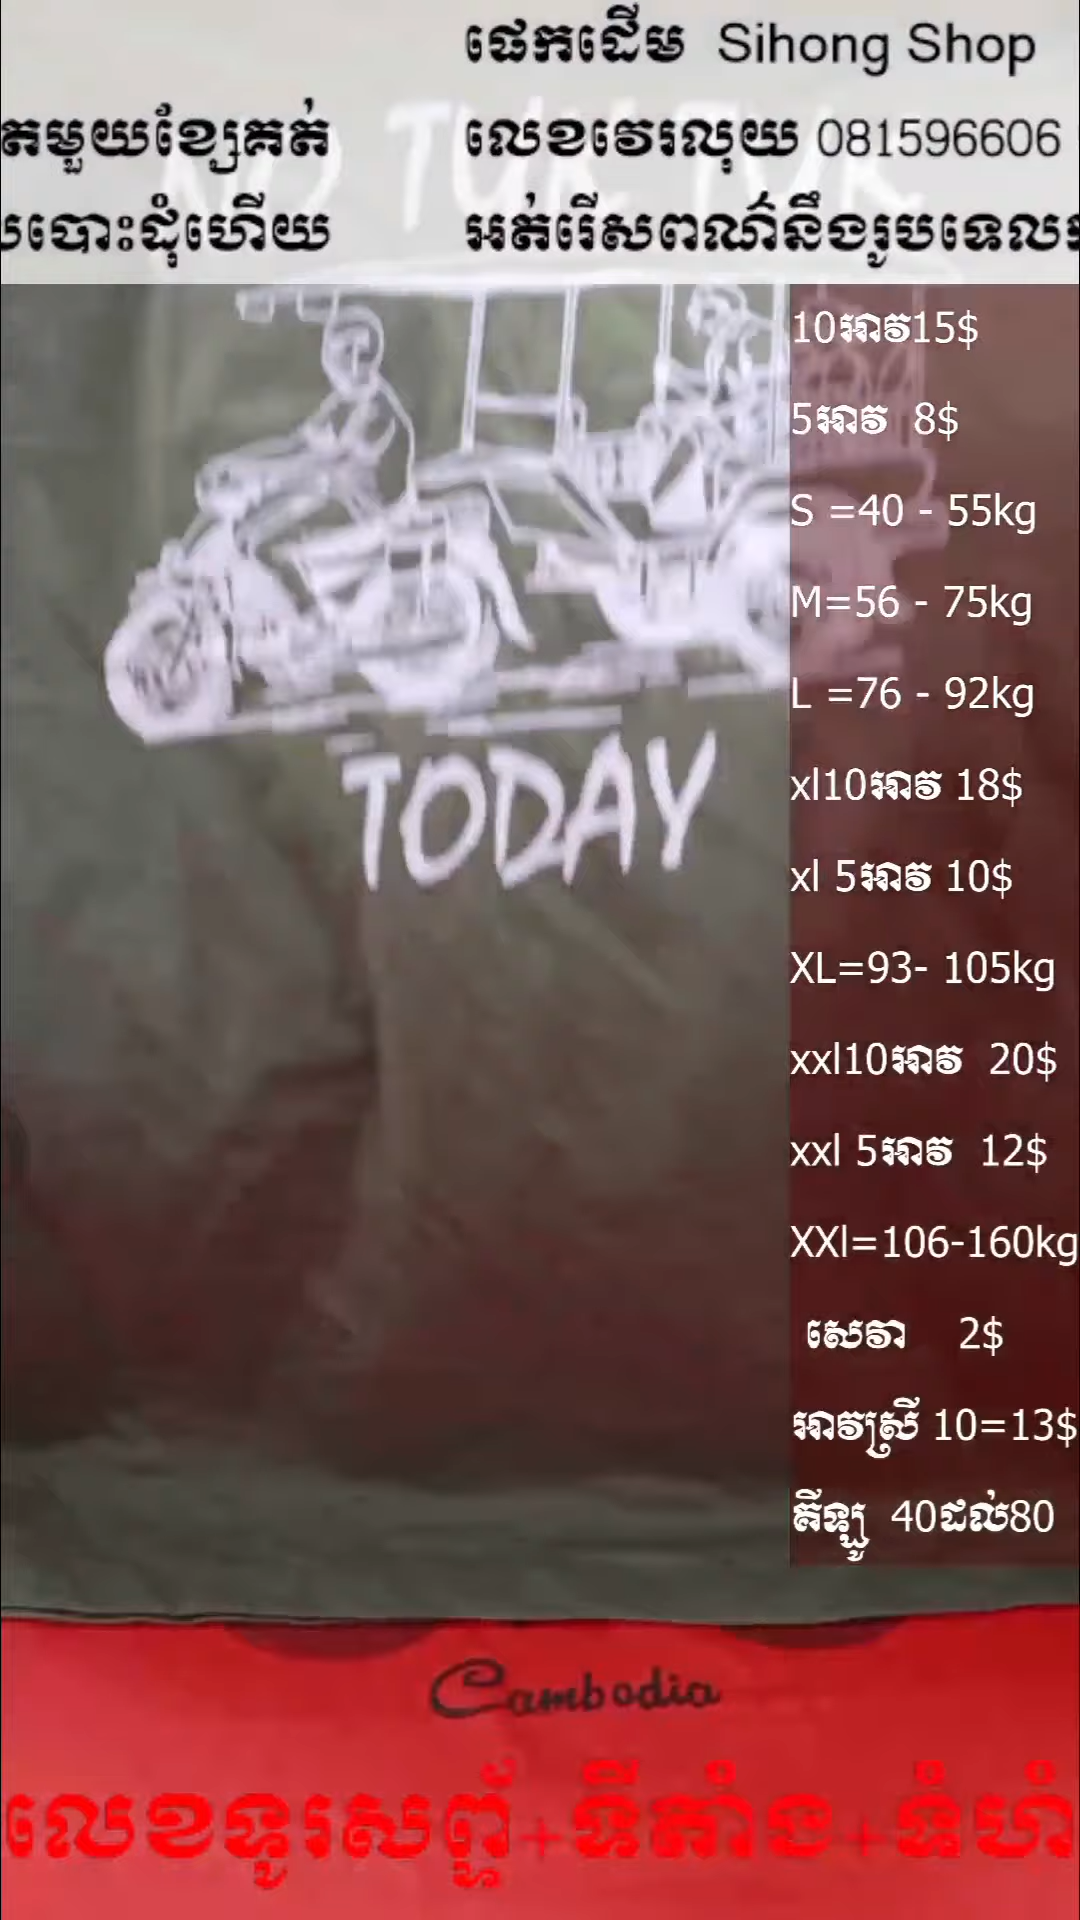 ផេកដើម Sihong Shop
តមួយខ្សែគត់ លេខវេរលុយ 081596606
បោះដុំហើយ អត់រើសពណ៌នឹងរូបទេ
NO TUK TUK
TODAY
10អាវ15$
5អាវ 8$
S =40 - 55kg
M=56 - 75kg
L =76 - 92kg
xl10អាវ 18$
xl 5អាវ 10$
XL=93- 105kg
xxl10អាវ 20$
xxl 5អាវ 12$
XXl=106-160kg
សេវា 2$
អាវស្រី 10=13$
គីឡូ 40ដល់80
Cambodia
លេខទូរសព្ទ័+ទីតាំង+ទំហំ